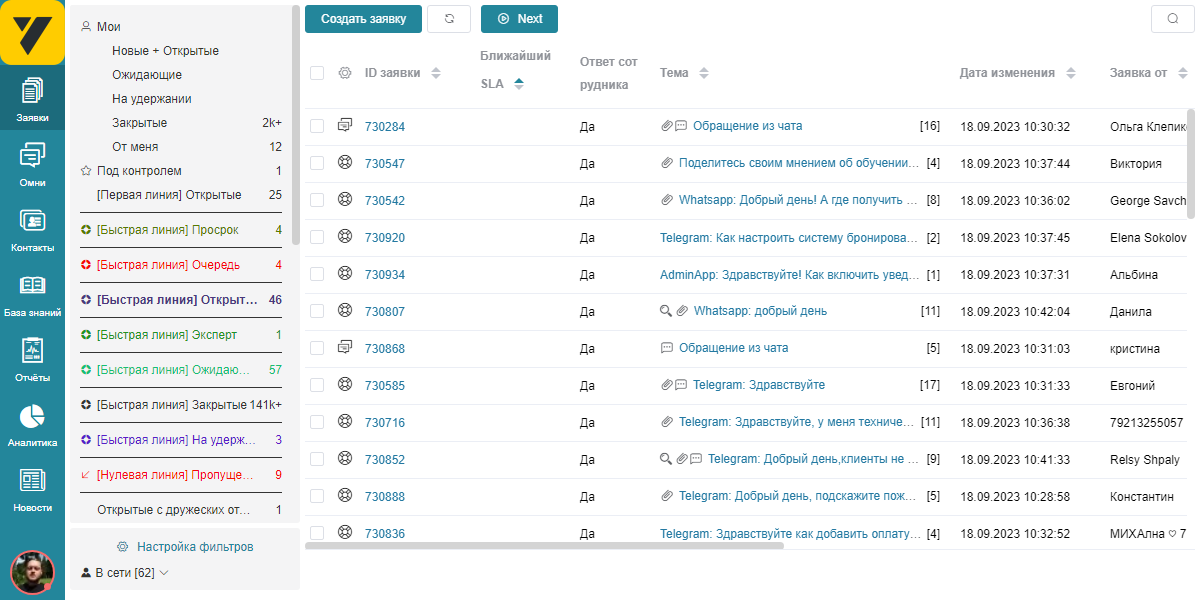 Заявки
Омни
Контакты
База знаний
Отчёты
Аналитика
Новости
Мои
Новые + Открытые
Ожидающие
На удержании
Закрытые 2k+
От меня 12
Под контролем 1
[Первая линия] Открытые 25
[Быстрая линия] Просрок 4
[Быстрая линия] Очередь 4
[Быстрая линия] Открыт... 46
[Быстрая линия] Эксперт 1
[Быстрая линия] Ожидаю... 57
[Быстрая линия] Закрытые 141k+
[Быстрая линия] На удерж... 3
[Нулевая линия] Пропуще... 9
Открытые с дружеских от... 1
Настройка фильтров
В сети [62]
Создать заявку Next
ID заявки Ближайший SLA Ответ сотрудника Тема Дата изменения Заявка от
730284 Да Обращение из чата [16] 18.09.2023 10:30:32 Ольга Клепик
730547 Да Поделитесь своим мнением об обучении... [4] 18.09.2023 10:37:44 Виктория
730542 Да Whatsapp: Добрый день! А где получить ... [8] 18.09.2023 10:36:02 George Savch
730920 Да Telegram: Как настроить систему бронирова... [2] 18.09.2023 10:37:45 Elena Sokolov
730934 Да AdminApp: Здравствуйте! Как включить увед... [1] 18.09.2023 10:37:31 Альбина
730807 Да Whatsapp: добрый день [11] 18.09.2023 10:42:04 Данила
730868 Да Обращение из чата [5] 18.09.2023 10:31:03 кристина
730585 Да Telegram: Здравствуйте [17] 18.09.2023 10:31:33 Евгоний
730716 Да Telegram: Здравствуйте, у меня техниче... [11] 18.09.2023 10:36:38 79213255057
730852 Да Telegram: Добрый день,клиенты не ... [9] 18.09.2023 10:41:33 Relsy Shpaly
730888 Да Telegram: Добрый день, подскажите пож... [5] 18.09.2023 10:28:58 Константин
730836 Да Telegram: Здравствуйте как добавить оплату... [4] 18.09.2023 10:32:52 МИХАлна ♡ 7